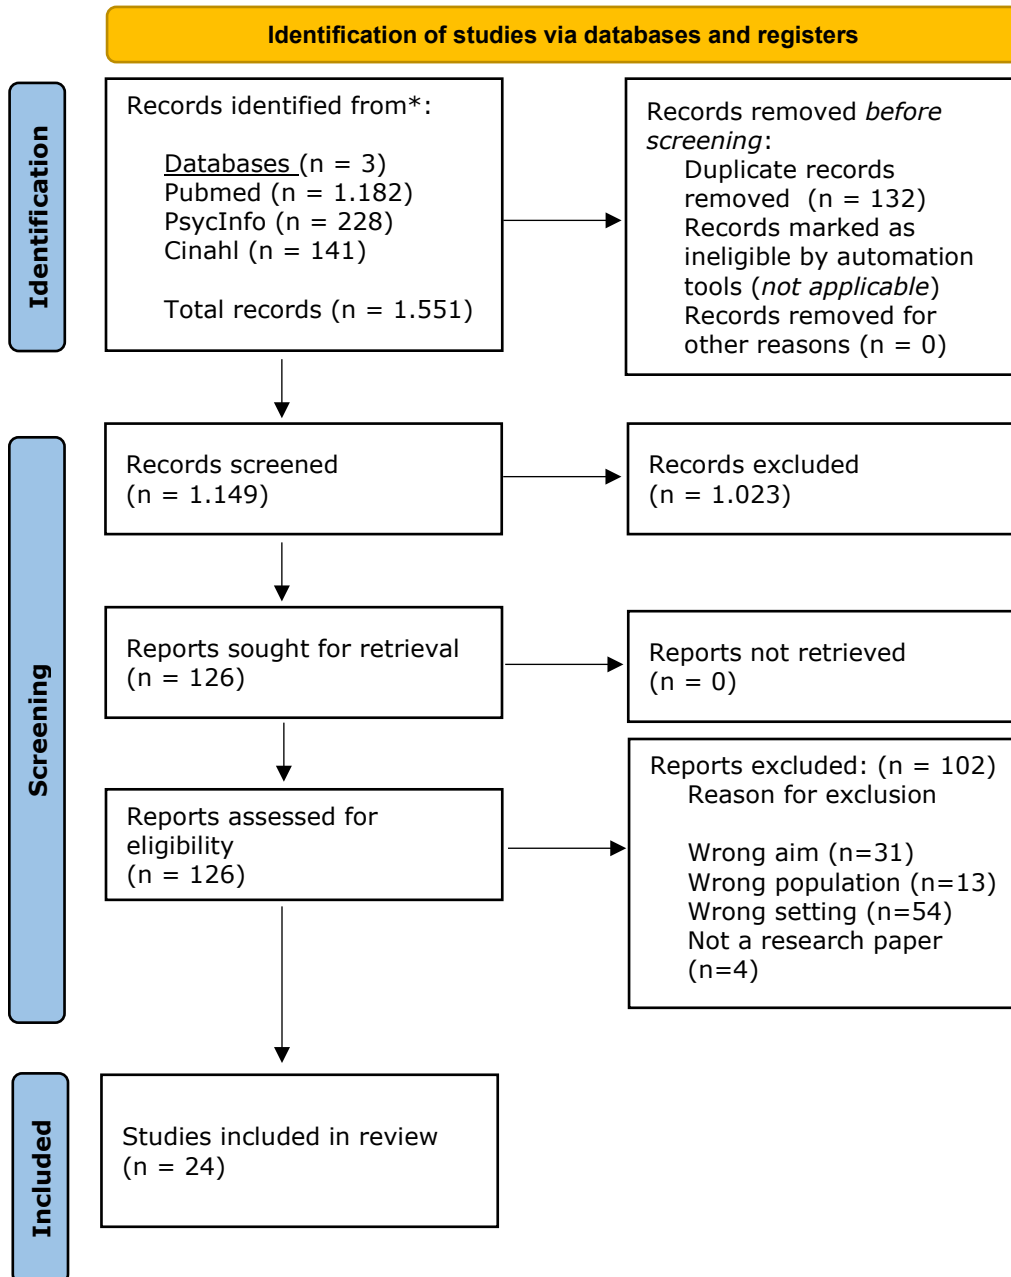 Identification of studies via databases and registers
Identification
Records identified from*:
Databases (n = 3)
Pubmed (n = 1.182)
PsycInfo (n = 228)
Cinahl (n = 141)
Total records (n = 1.551)
Records removed before
screening:
Duplicate records
removed  (n = 132)
Records marked as
ineligible by automation
tools (not applicable)
Records removed for
other reasons (n = 0)
Screening
Records screened
(n = 1.149)
Records excluded
(n = 1.023)
Reports sought for retrieval
(n = 126)
Reports not retrieved
(n = 0)
Reports assessed for
eligibility
(n = 126)
Reports excluded: (n = 102)
Reason for exclusion
Wrong aim (n=31)
Wrong population (n=13)
Wrong setting (n=54)
Not a research paper
(n=4)
Included
Studies included in review
(n = 24)